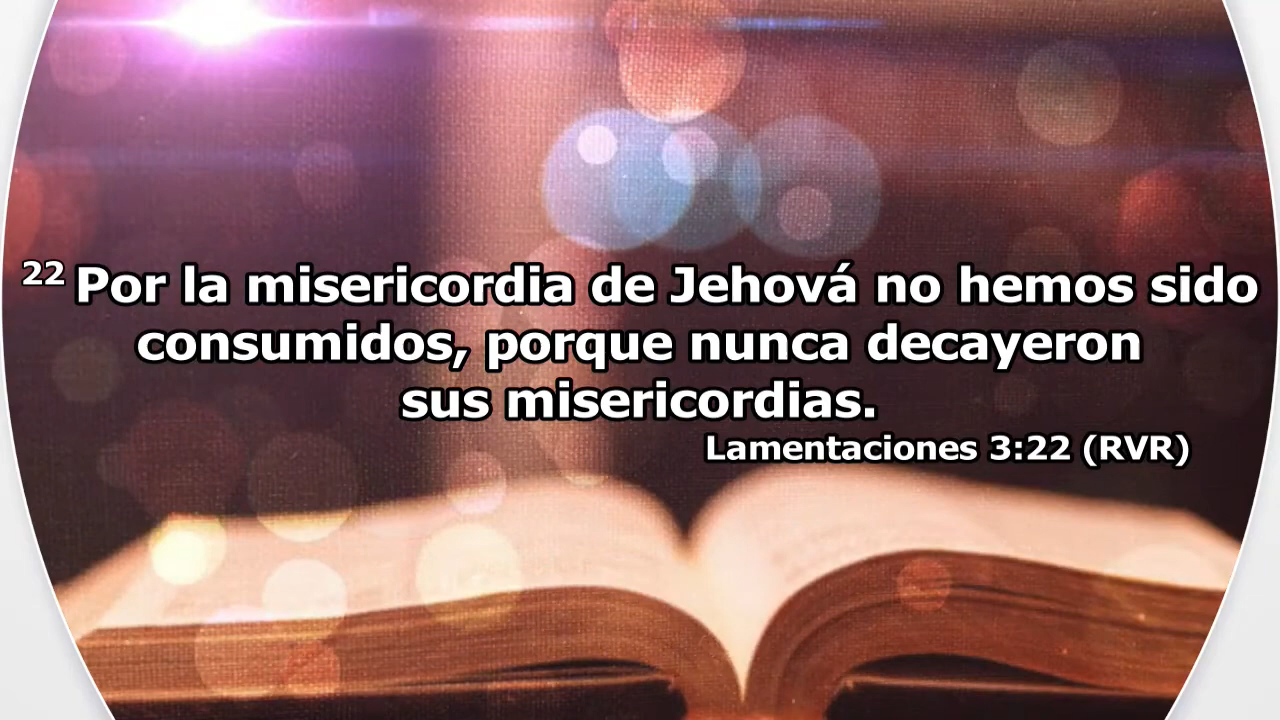 22 Por la misericordia de Jehová no hemos sido
consumidos, porque nunca decayeron
sus misericordias.
Lamentaciones 3:22 (RVR)